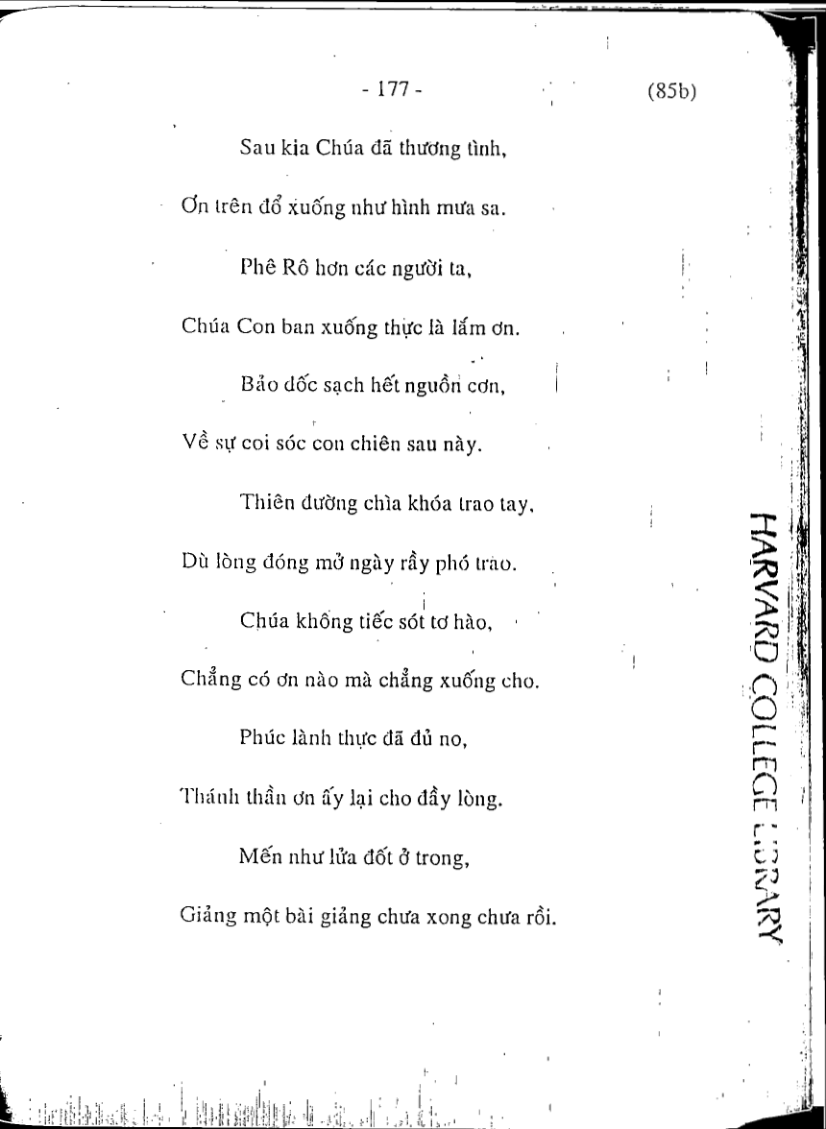 - 177 - (85b)
Sau kia Chúa đã thương tình,
Ơn trên đổ xuống như hình mưa sa.
Phê Rô hơn các người ta,
Chúa Con ban xuống thực là lắm ơn.
Bảo dốc sạch hết nguồn cơn,
Về sự coi sóc con chiên sau này.
Thiên đường chìa khóa trao tay,
Dù lòng đóng mở ngày rầy phó trao.
Chúa không tiếc sót tơ hào,
Chẳng có ơn nào mà chẳng xuống cho.
Phúc lành thực đã đủ no,
Thánh thần ơn ấy lại cho đầy lòng.
Mến như lửa đốt ở trong,
Giảng một bài giảng chưa xong chưa rồi.
HARVARD COLLEGE LIBRARY